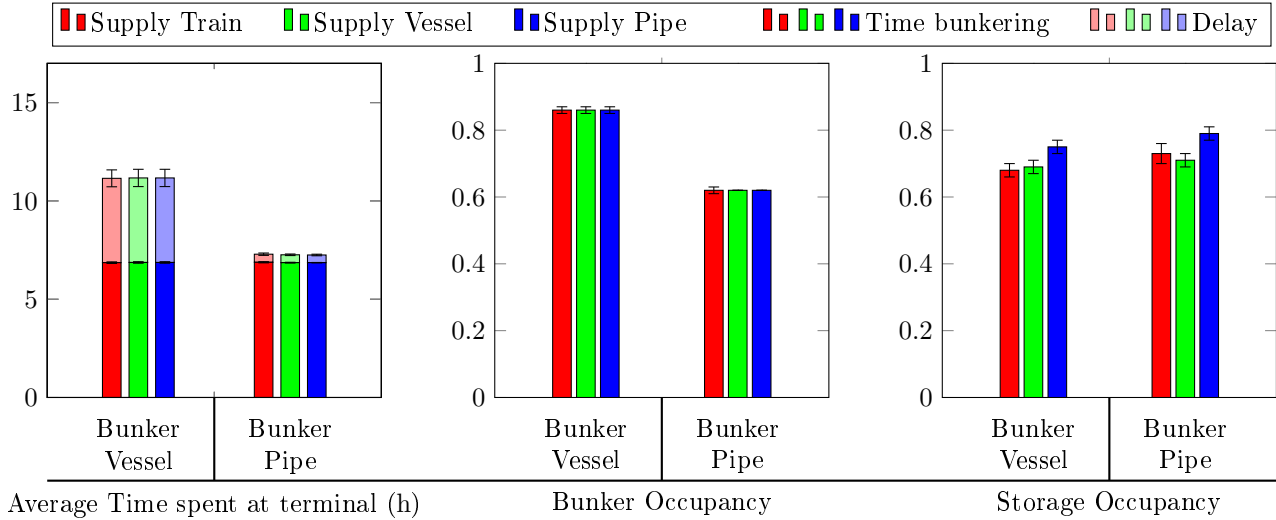 Supply Train Supply Vessel Supply Pipe Time bunkering Delay
15
10
5
0
Bunker
Vessel
Bunker
Pipe
Average Time spent at terminal (h)
1
0.8
0.6
0.4
0.2
0
Bunker
Vessel
Bunker
Pipe
Bunker Occupancy
1
0.8
0.6
0.4
0.2
0
Bunker
Vessel
Bunker
Pipe
Storage Occupancy